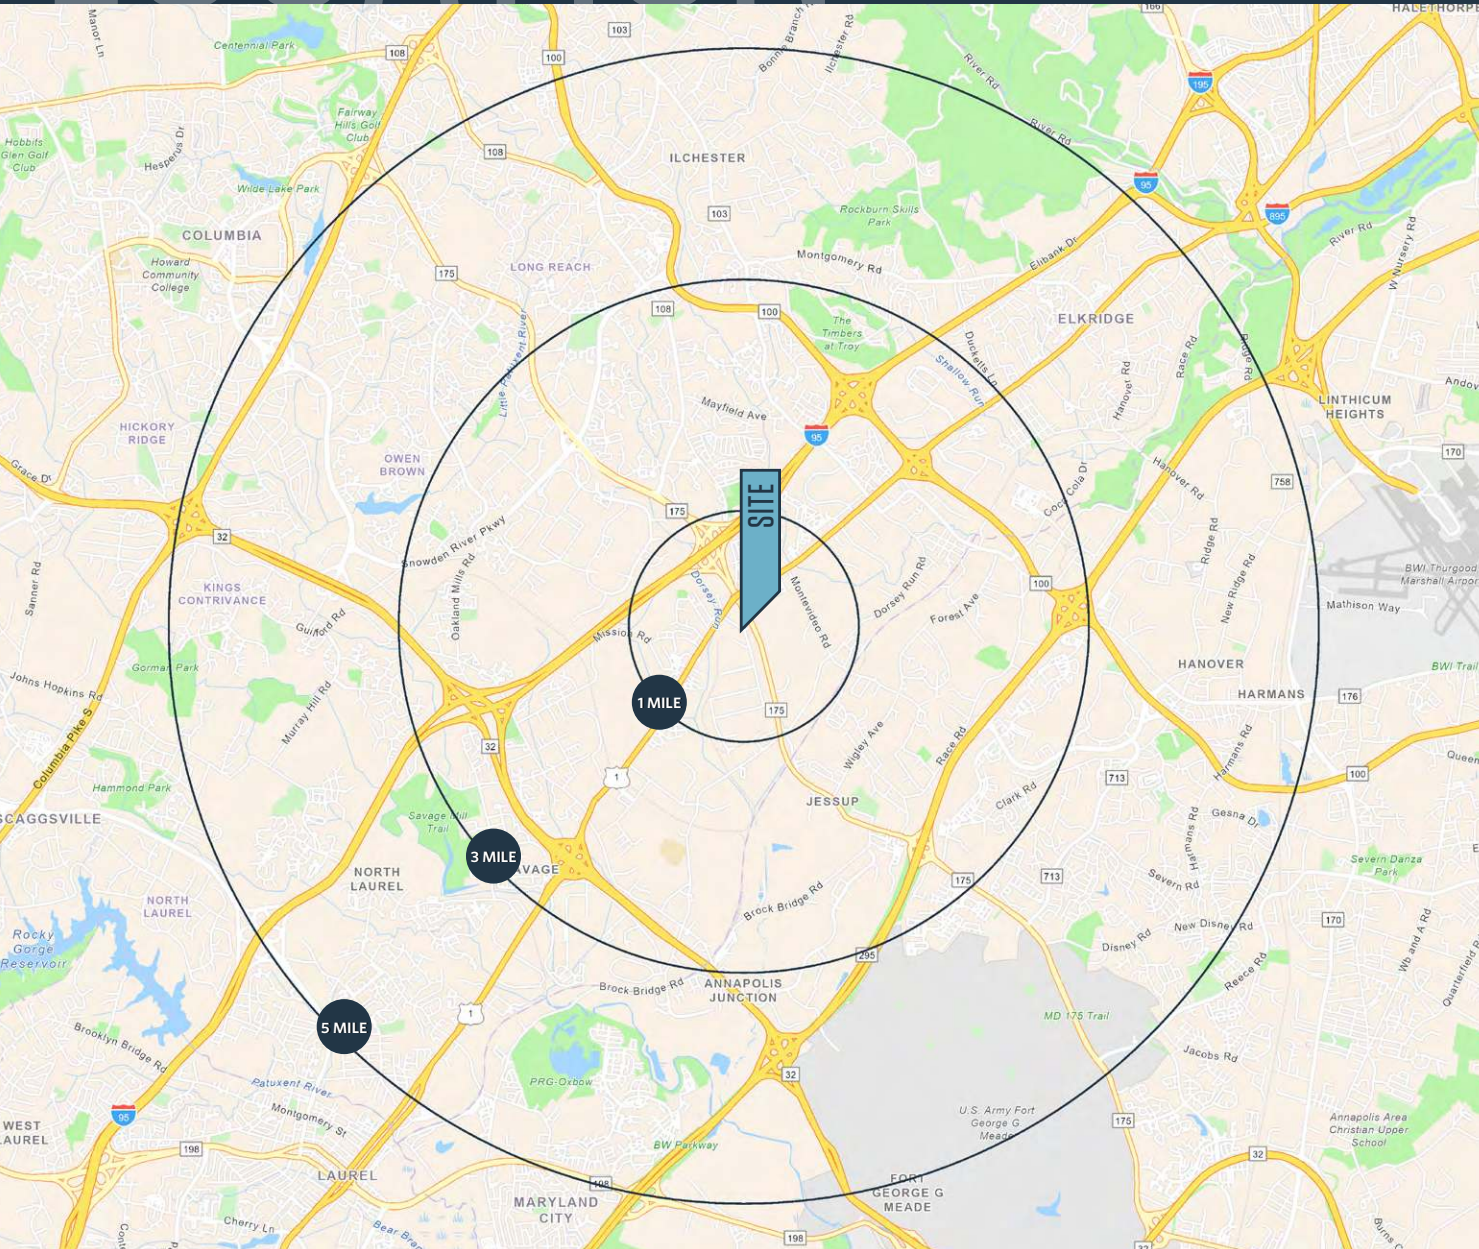 166
HALETHORPE
Manor Ln
Centennial Park
108
103
100
Bonnie Branch
Ilchester Rd
River Rd
195
Fairway
Hills Golf
Club
Hobbits
Glen Golf
Club
Hesperus Dr
108
ILCHESTER
River Rd
95
Wilde Lake Park
103
Rockburn Skills
Park
895
COLUMBIA
River Rd
W Nursery Rd
Howard
Community
College
175
LONG REACH
Montgomery Rd
Elibank Dr
108
100
The
Timbers
at Troy
ELKRIDGE
Little Patuxent River
Shallow Run
Ducketts Ln
Hanover Rd
Race Rd
Ridge Rd
Andov
LINTHICUM
HEIGHTS
Mayfield Ave
HICKORY
RIDGE
95
170
OWEN
BROWN
Grace Dr
Coca Cola Dr
Hanover Rd
758
SITE
175
32
Snowden River Pkwy
Ridge Rd
Oakland Mills Rd
Sanner Rd
KINGS
CONTRIVANCE
Dorsey Run
Montevideo Rd
Dorsey Run Rd
Forest Ave
100
New Ridge Rd
BWI Thurgood
Marshall Airpor
Mathison Way
Guilford Rd
Mission Rd
Gorman Park
HANOVER
BWI Trail
Johns Hopkins Rd
Murray Hill Rd
1 MILE
HARMANS
176
175
Columbia Pike S
32
Wigley Ave
Race Rd
Harmans Rd
Queen
1
713
100
Hammond Park
JESSUP
Clark Rd
SCAGGSVILLE
Savage Mill
Trail
Gesna Dr
Harmans Rd
3 MILE
AVAGE
NORTH
LAUREL
175
713
Severn Rd
Severn Danza
Park
NORTH
LAUREL
Brock Bridge Rd
New Disney Rd
170
Rocky
Gorge
Reservoir
Disney Rd
Wb and A Rd
295
Reece Rd
Quarterfield R
Brock Bridge Rd
ANNAPOLIS
JUNCTION
1
MD 175 Trail
5 MILE
Brooklyn Bridge Rd
Jacobs Rd
PRG-Oxbow
32
Patuxent River
95
Montgomery St
U.S. Army Fort
George G
Meade
175
Annapolis Area
Christian Upper
School
WEST
AUREL
198
BW Parkway
32
LAUREL
198
FORT
GEORGE G
MEADE
MARYLAND
CITY
Cherry Ln
Bear Bra
198
Burns C
32